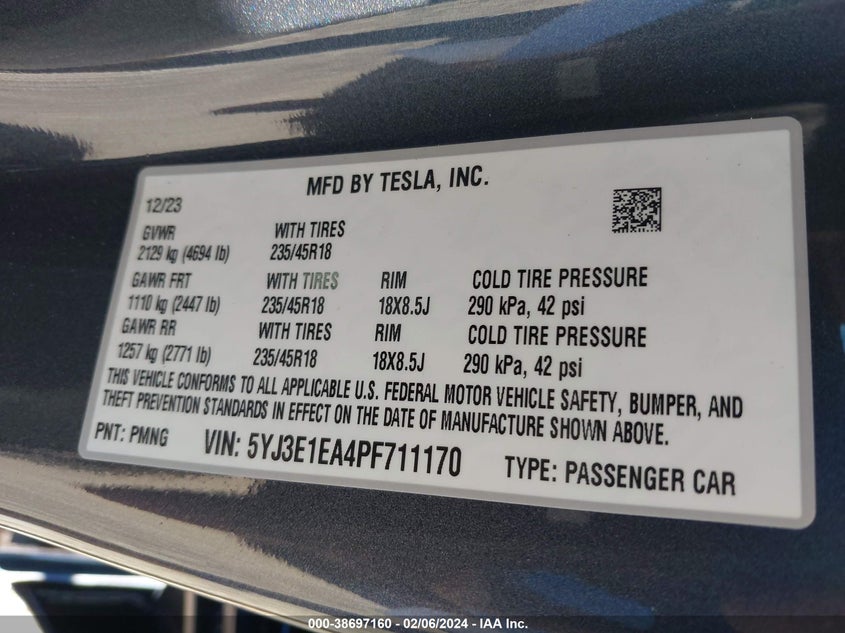 MFD BY TESLA, INC.
12/23
GVWR WITH TIRES
2129 kg (4694 lb) 235/45R18
GAWR FRT WITH TIRES RIM COLD TIRE PRESSURE
1110 kg (2447 lb) 235/45R18 18X8.5J 290 kPa, 42 psi
GAWR RR WITH TIRES RIM COLD TIRE PRESSURE
1257 kg (2771 lb) 235/45R18 18X8.5J 290 kPa, 42 psi
THIS VEHICLE CONFORMS TO ALL APPLICABLE U.S. FEDERAL MOTOR VEHICLE SAFETY, BUMPER, AND
THEFT PREVENTION STANDARDS IN EFFECT ON THE DATE OF MANUFACTURE SHOWN ABOVE.
PNT: PMNG VIN: 5YJ3E1EA4PF711170 TYPE: PASSENGER CAR
000-38697160 - 02/06/2024 - IAA Inc.